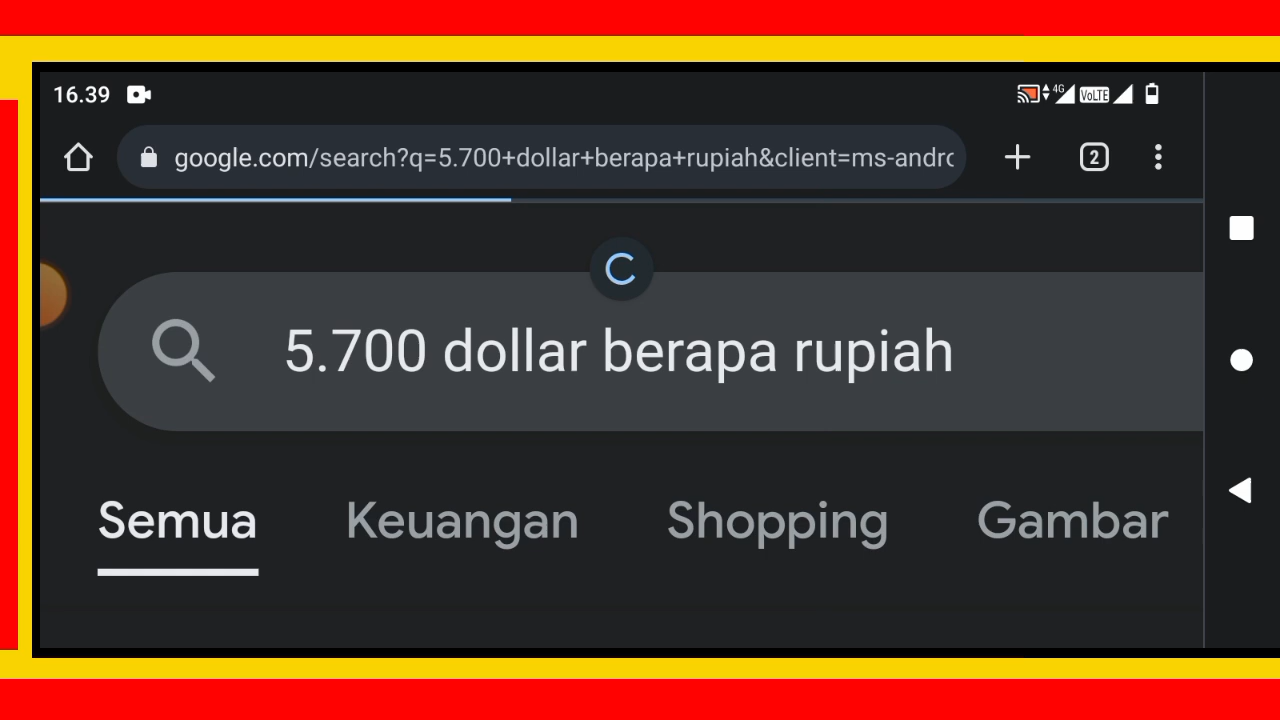 16.39
4G
VoLTE
google.com/search?q=5.700+dollar+berapa+rupiah&client=ms-andro
2
5.700 dollar berapa rupiah
Semua Keuangan Shopping Gambar